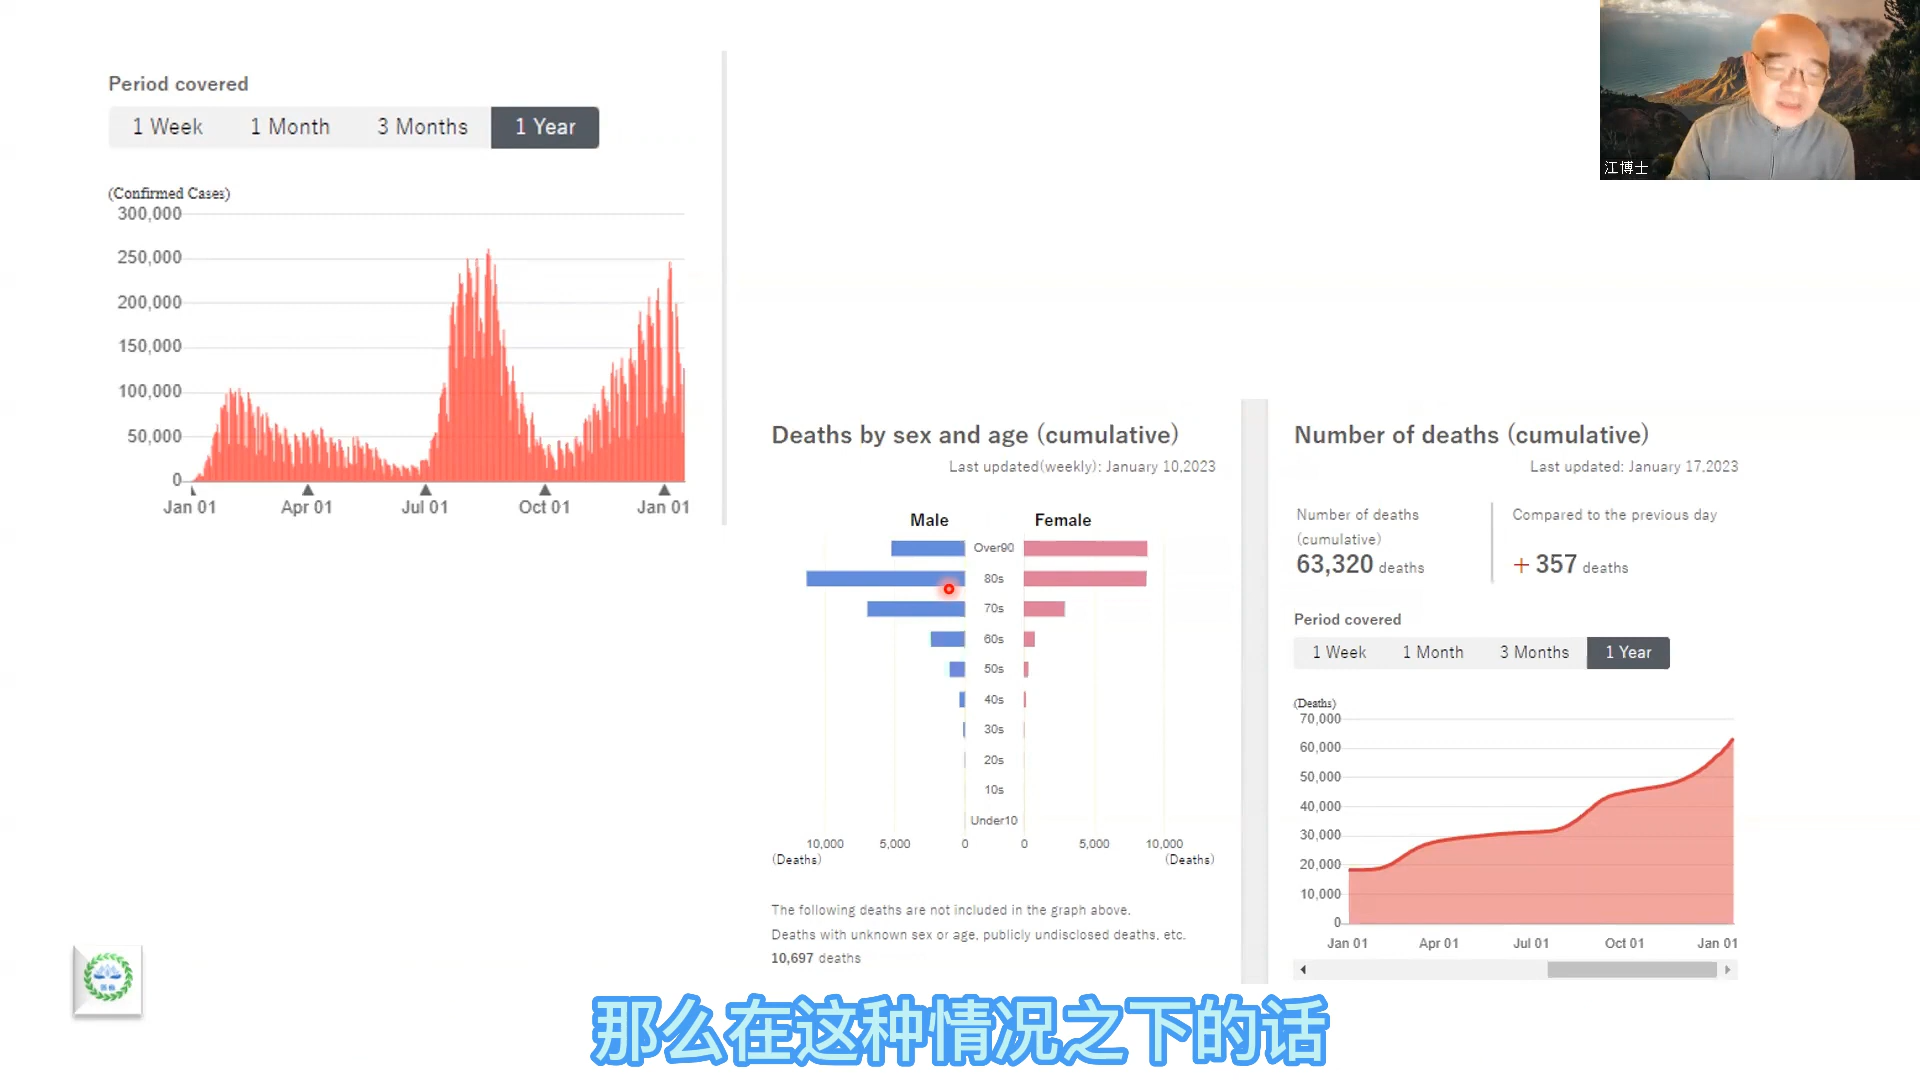 Period covered
1 Week 1 Month 3 Months 1 Year
(Confirmed Cases)
300,000
250,000
200,000
150,000
100,000
50,000
0
Jan 01 Apr 01 Jul 01 Oct 01 Jan 01
江博士
Deaths by sex and age (cumulative)
Last updated(weekly): January 10,2023
Male Female
Over90
80s
70s
60s
50s
40s
30s
20s
10s
Under10
10,000 5,000 0 0 5,000 10,000
(Deaths) (Deaths)
The following deaths are not included in the graph above.
Deaths with unknown sex or age, publicly undisclosed deaths, etc.
10,697 deaths
Number of deaths (cumulative)
Last updated: January 17,2023
Number of deaths
(cumulative)
63,320 deaths
Compared to the previous day
+ 357 deaths
Period covered
1 Week 1 Month 3 Months 1 Year
(Deaths)
70,000
60,000
50,000
40,000
30,000
20,000
10,000
0
Jan 01 Apr 01 Jul 01 Oct 01 Jan 01
那么在这种情况之下的话